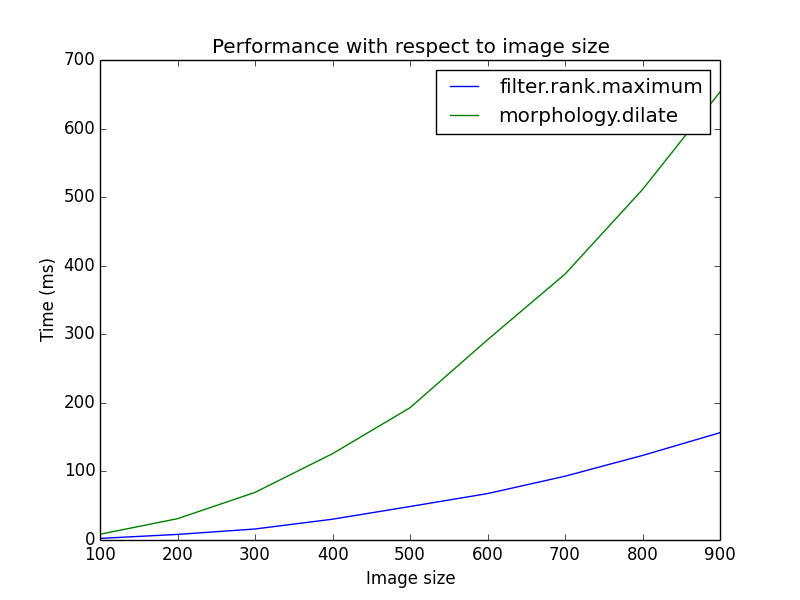 Performance with respect to image size
700
600
500
400
300
200
100
0
Time (ms)
filter.rank.maximum
morphology.dilate
100 200 300 400 500 600 700 800 900
Image size